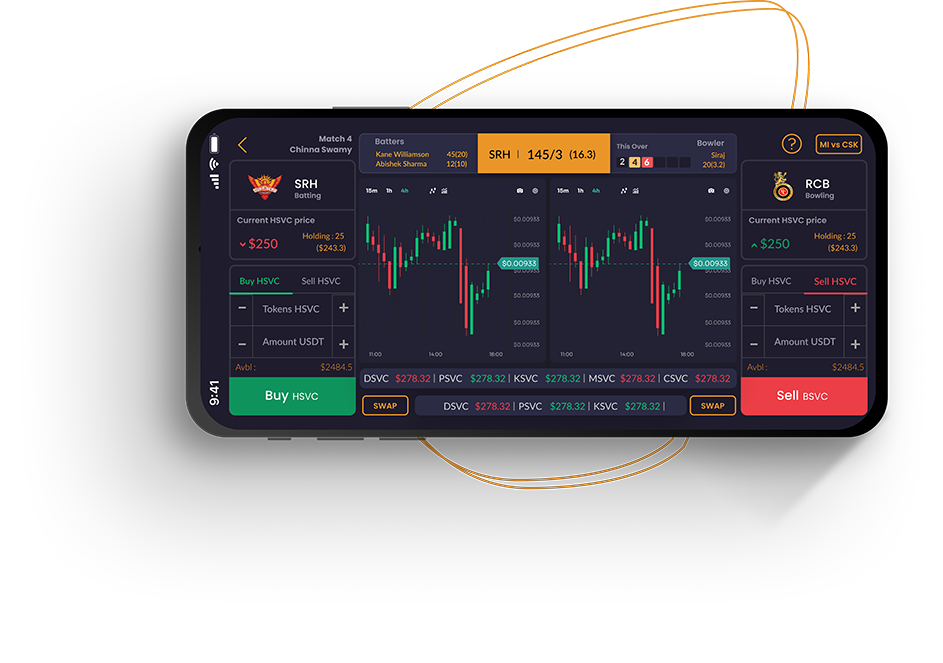 9:41
Match 4
Chinna Swamy
Batters
Kane Williamson 45(20)
Abishek Sharma 12(10)
SRH | 145/3 (16.3)
This Over
2 4 6
Bowler
Siraj
20(3.2)
?
MI vs CSK
SRH
Batting
Current HSVC price
$250
Holding : 25
($243.3)
Buy HSVC Sell HSVC
− Tokens HSVC +
− Amount USDT +
Avbl : $2484.5
Buy HSVC
15m 1h 4h
$0.00933
$0.00933
$0.00933
$0.00933
$0.00933
$0.00933
$0.00933
11:00 14:00 18:00
15m 1h 4h
$0.00933
$0.00933
$0.00933
$0.00933
$0.00933
$0.00933
$0.00933
11:00 14:00 18:00
DSVC $278.32 | PSVC $278.32 | KSVC $278.32 | MSVC $278.32 | CSVC $278.32
SWAP
DSVC $278.32 | PSVC $278.32 | KSVC $278.32 |
SWAP
RCB
Bowling
Current HSVC price
$250
Holding : 25
($243.3)
Buy HSVC Sell HSVC
− Tokens HSVC +
− Amount USDT +
Avbl : $2484.5
Sell BSVC